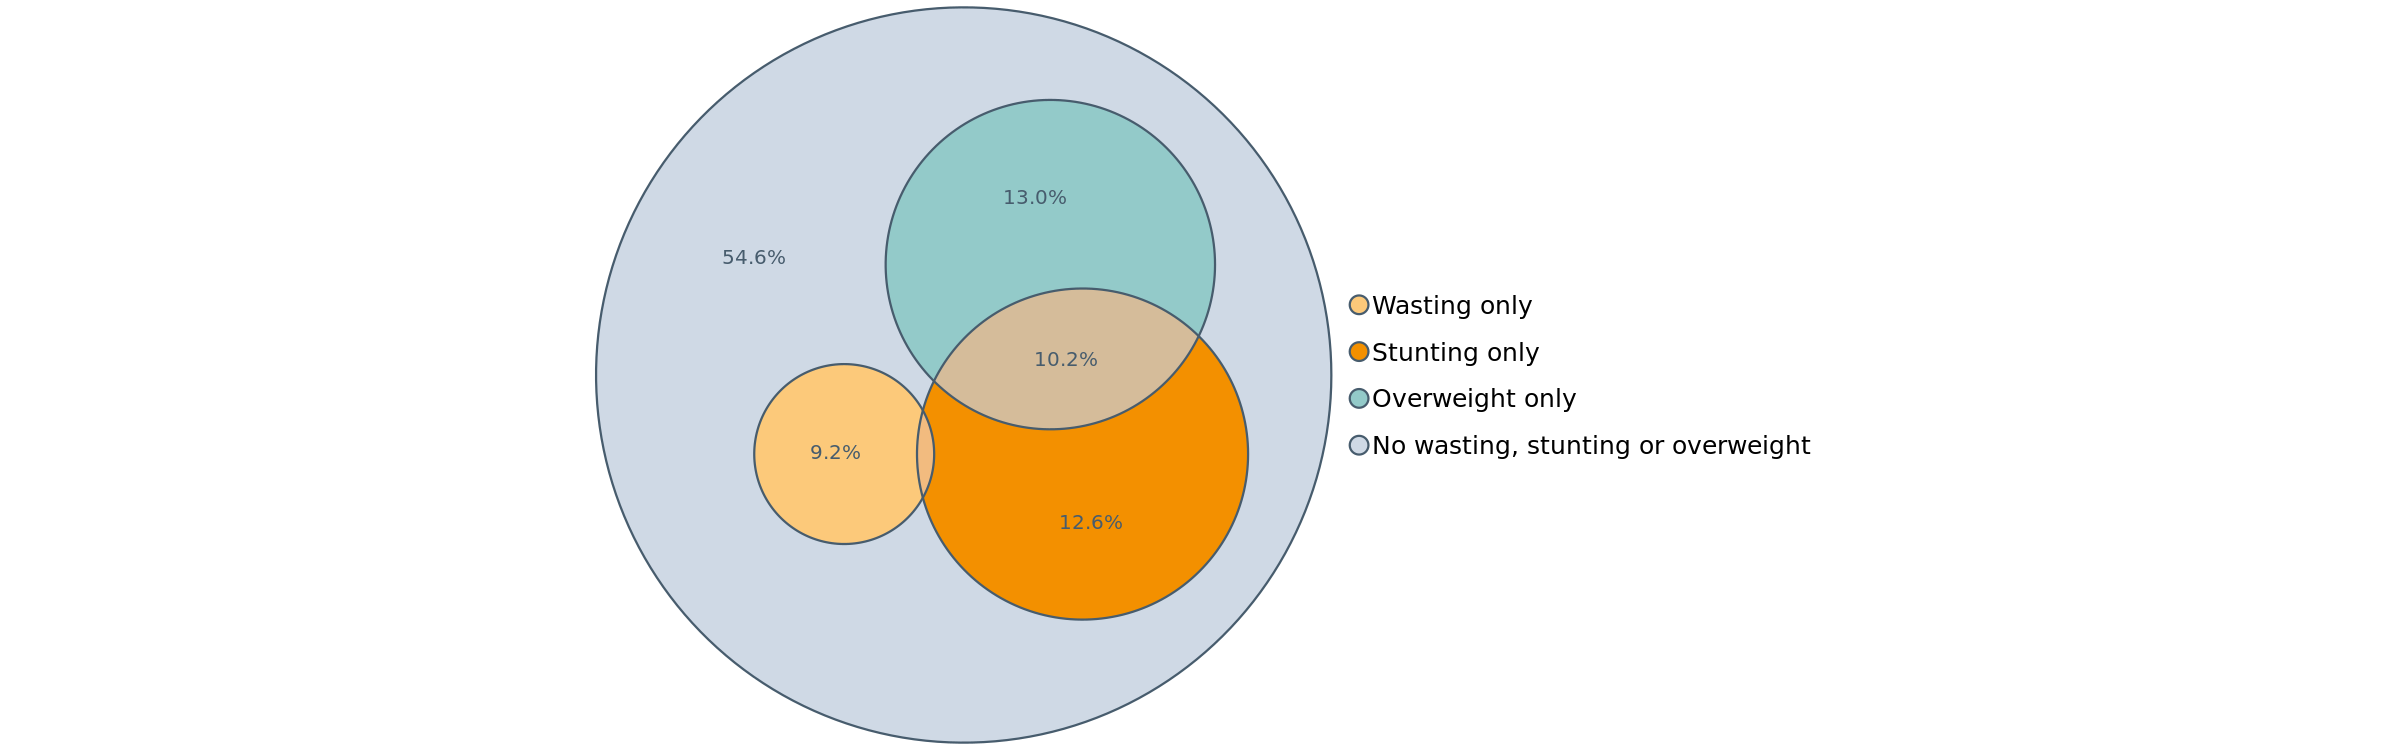 13.0%
54.6%
10.2%
9.2%
12.6%
Wasting only
Stunting only
Overweight only
No wasting, stunting or overweight